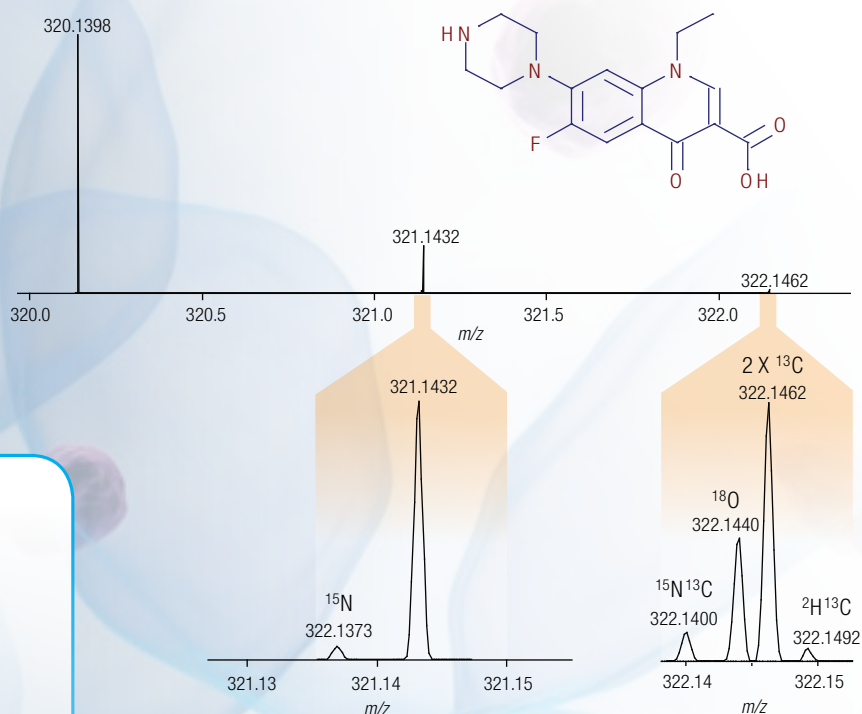 320.1398
HN
N
N
F
O
O
OH
321.1432
322.1462
320.0 320.5 321.0 321.5 322.0
m/z
321.1432
15N
322.1373
321.13 321.14 321.15
m/z
2 X 13C
322.1462
18O
322.1440
15N13C
322.1400
2H13C
322.1492
322.14 322.15
m/z